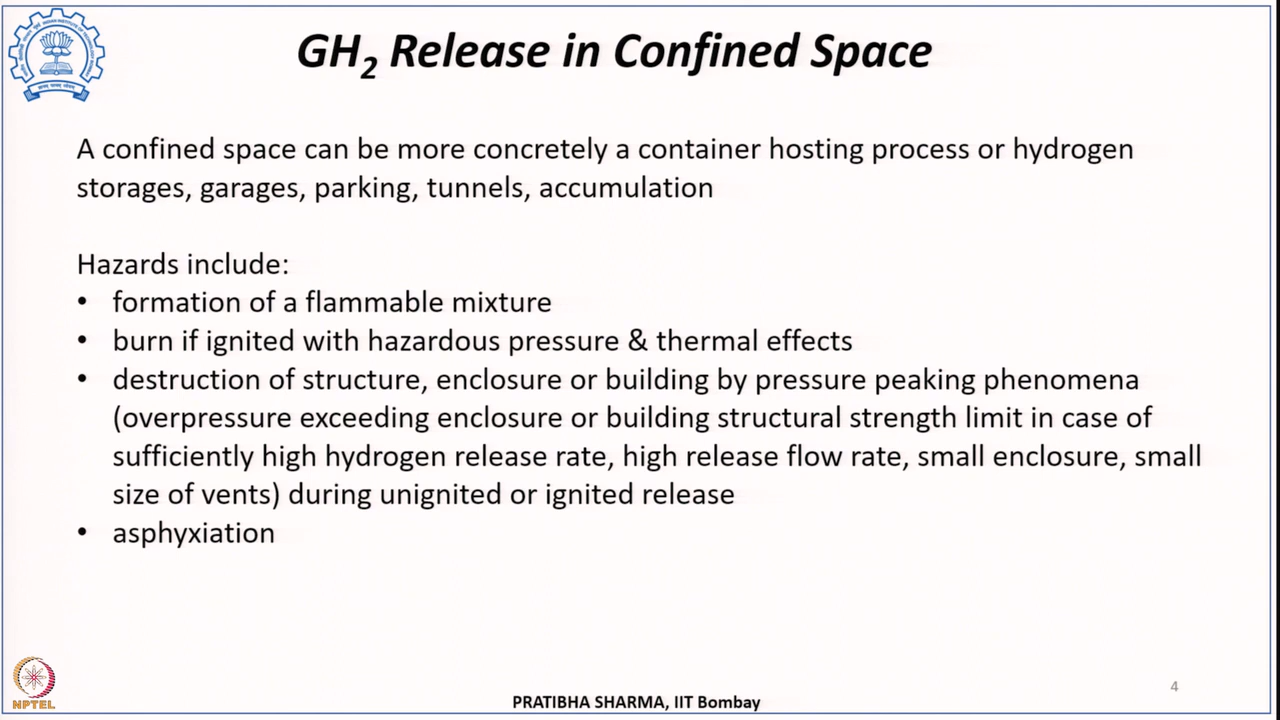 GH₂ Release in Confined Space
A confined space can be more concretely a container hosting process or hydrogen
storages, garages, parking, tunnels, accumulation
Hazards include:
• formation of a flammable mixture
• burn if ignited with hazardous pressure & thermal effects
• destruction of structure, enclosure or building by pressure peaking phenomena
(overpressure exceeding enclosure or building structural strength limit in case of
sufficiently high hydrogen release rate, high release flow rate, small enclosure, small
size of vents) during unignited or ignited release
• asphyxiation
NPTEL
PRATIBHA SHARMA, IIT Bombay
4